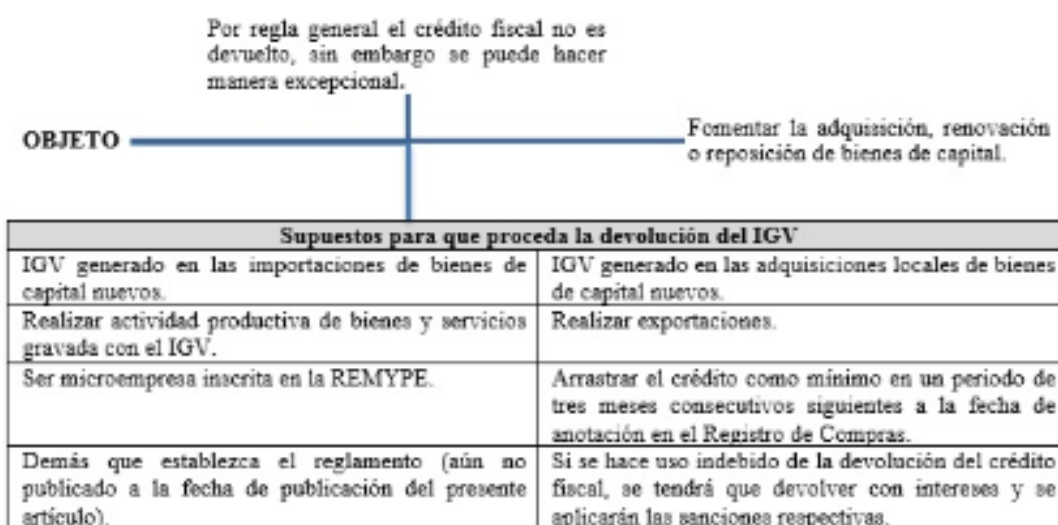 Por regla general el crédito fiscal no es
devuelto, sin embargo se puede hacer
manera excepcional.
OBJETO
Fomentar la adquisición, renovación
o reposición de bienes de capital.
Supuestos para que proceda la devolución del IGV
IGV generado en las importaciones de bienes de
capital nuevos.
IGV generado en las adquisiciones locales de bienes
de capital nuevos.
Realizar actividad productiva de bienes y servicios
gravada con el IGV.
Realizar exportaciones.
Ser microempresa inscrita en la REMYPE.
Arrastrar el crédito como mínimo en un periodo de
tres meses consecutivos siguientes a la fecha de
anotación en el Registro de Compras.
Demás que establezca el reglamento (aún no
publicado a la fecha de publicación del presente
artículo).
Si se hace uso indebido de la devolución del crédito
fiscal, se tendrá que devolver con intereses y se
aplicarán las sanciones respectivas.